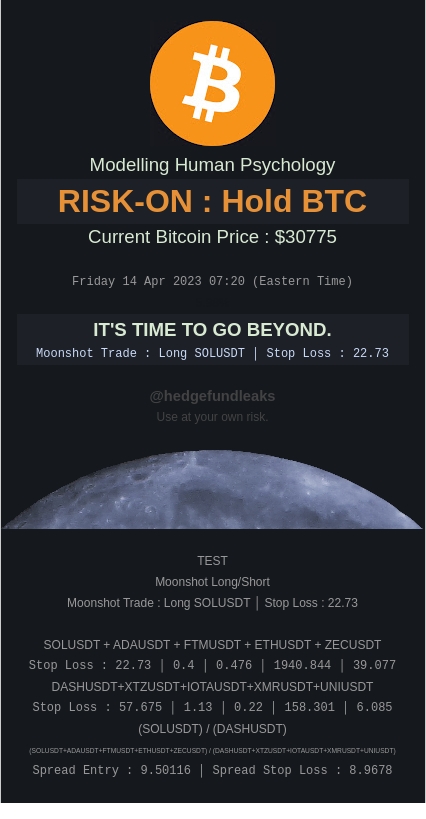 Modelling Human Psychology
RISK-ON : Hold BTC
Current Bitcoin Price : $30775
Friday 14 Apr 2023 07:20 (Eastern Time)
IT'S TIME TO GO BEYOND.
Moonshot Trade : Long SOLUSDT | Stop Loss : 22.73
@hedgefundleaks
Use at your own risk.
TEST
Moonshot Long/Short
Moonshot Trade : Long SOLUSDT | Stop Loss : 22.73
SOLUSDT + ADAUSDT + FTMUSDT + ETHUSDT + ZECUSDT
Stop Loss : 22.73 | 0.4 | 0.476 | 1940.844 | 39.077
DASHUSDT+XTZUSDT+IOTAUSDT+XMRUSDT+UNIUSDT
Stop Loss : 57.675 | 1.13 | 0.22 | 158.301 | 6.085
(SOLUSDT) / (DASHUSDT)
(SOLUSDT+ADAUSDT+FTMUSDT+ETHUSDT+ZECUSDT) / (DASHUSDT+XTZUSDT+IOTAUSDT+XMRUSDT+UNIUSDT)
Spread Entry : 9.50116 | Spread Stop Loss : 8.9678